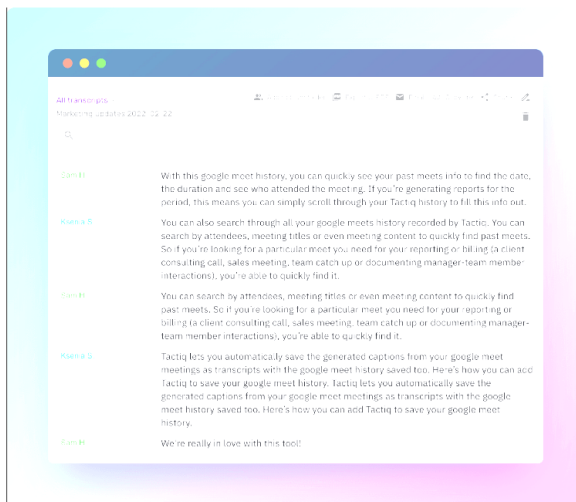 All transcripts
Marketing updates 2022-02-22
Sam H
With this google meet history, you can quickly see your past meets info to find the date,
the duration and see who attended the meeting. If you're generating reports for the
period, this means you can simply scroll through your Tactiq history to fill this info out.
Ksenia S
You can also search through all your google meets history recorded by Tactiq. You can
search by attendees, meeting titles or even meeting content to quickly find past meets.
So if you're looking for a particular meet you need for your reporting or billing (a client
consulting call, sales meeting, team catch up or documenting manager-team member
interactions), you're able to quickly find it.
You can search by attendees, meeting titles or even meeting content to quickly find
past meets. So if you're looking for a particular meet you need for your reporting or
billing (a client consulting call, sales meeting, team catch up or documenting manager-
team member interactions), you're able to quickly find it.
Ksenia S
Tactiq lets you automatically save the generated captions from your google meet
meetings as transcripts with the google meet history saved too. Here's how you can add
Tactiq to save your google meet history. Tactiq lets you automatically save the
generated captions from your google meet meetings as transcripts with the google
meet history saved too. Here's how you can add Tactiq to save your google meet
history.
We're really in love with this tool!